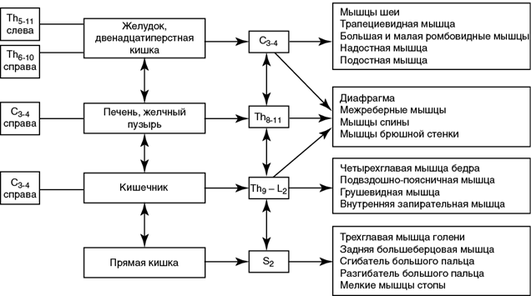 Th5-11
слева
Th6-10
справа
Желудок,
двенадцатиперстная
кишка
C3-4
Мышцы шеи
Трапециевидная мышца
Большая и малая ромбовидные мышцы
Надостная мышца
Подостная мышца
C3-4
справа
Печень, желчный
пузырь
Th8-11
Диафрагма
Межреберные мышцы
Мышцы спины
Мышцы брюшной стенки
C3-4
справа
Кишечник
Th9 – L2
Четырехглавая мышца бедра
Подвздошно-поясничная мышца
Грушевидная мышца
Внутренняя запирательная мышца
Прямая кишка
S2
Трехглавая мышца голени
Задняя большеберцовая мышца
Сгибатель большого пальца
Разгибатель большого пальца
Мелкие мышцы стопы